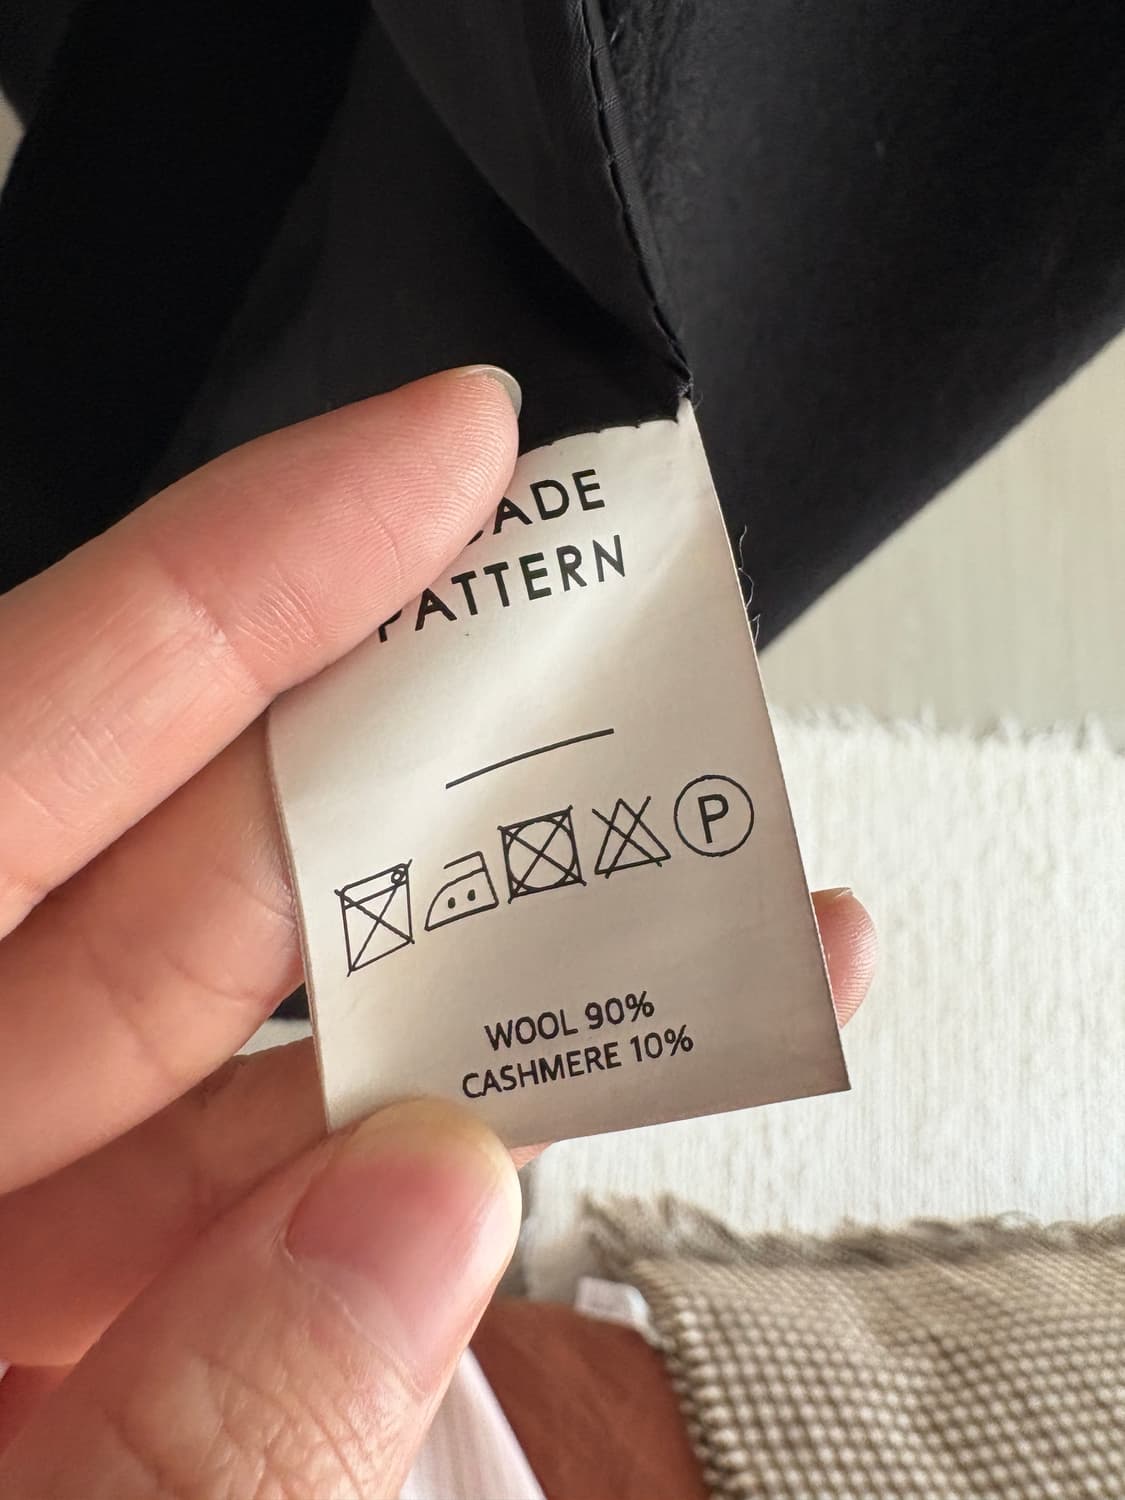 PATTERN
P
WOOL 90%
CASHMERE 10%